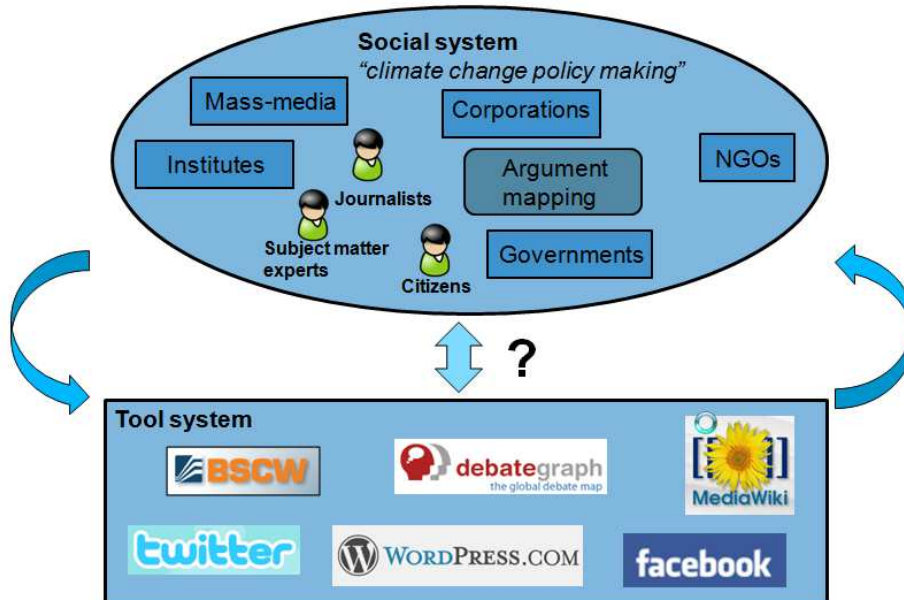 Social system
“climate change policy making”
Mass-media
Corporations
Institutes
NGOs
Argument
mapping
Journalists
Subject matter
experts
Governments
Citizens
?
Tool system
BSCW
debategraph
the global debate map
[[ ]]
MediaWiki
twitter
W WORDPRESS.COM
facebook